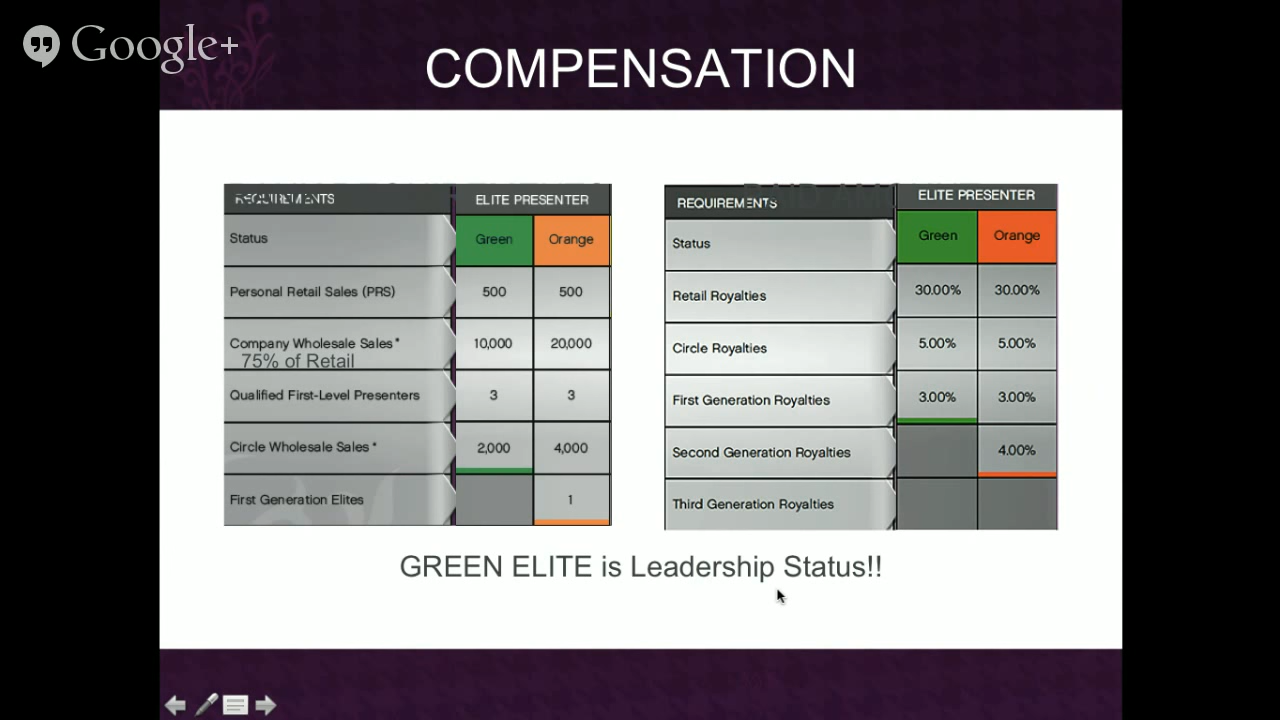 Google+
COMPENSATION
REQUIREMENTS ELITE PRESENTER
Status Green Orange
Personal Retail Sales (PRS) 500 500
Company Wholesale Sales* 10,000 20,000
75% of Retail
Qualified First-Level Presenters 3 3
Circle Wholesale Sales* 2,000 4,000
First Generation Elites 1
REQUIREMENTS ELITE PRESENTER
Status Green Orange
Retail Royalties 30.00% 30.00%
Circle Royalties 5.00% 5.00%
First Generation Royalties 3.00% 3.00%
Second Generation Royalties 4.00%
Third Generation Royalties
GREEN ELITE is Leadership Status!!